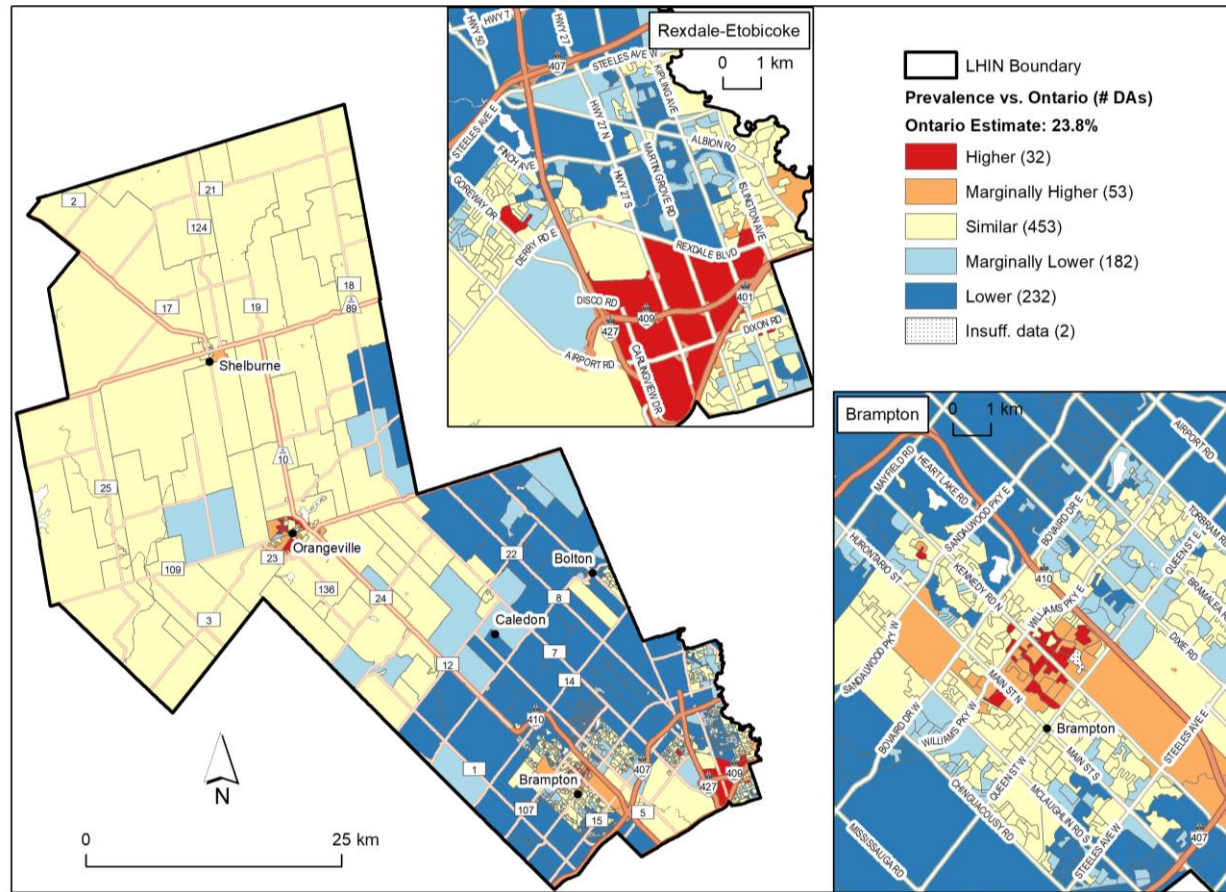 Rexdale-Etobicoke
0 1 km
HWY 7
HWY 50
HWY 27
407
STEELES AVE W
KIPLING AVE
STEELES AVE E
FINCH AVE
HWY 27 N
MARTIN GROVE RD
ALBION RD
GOREWAY DR
HWY 27 S
ISLINGTON AVE
DERRY RD E
REXDALE BLVD
DISCO RD
401
409
427
DIXON RD
AIRPORT RD
CARLINGVIEW DR
LHIN Boundary
Prevalence vs. Ontario (# DAs)
Ontario Estimate: 23.8%
Higher (32)
Marginally Higher (53)
Similar (453)
Marginally Lower (182)
Lower (232)
Insuff. data (2)
2
21
124
17
19
18
89
Shelburne
10
25
Orangeville
23
109
136
24
3
22
Bolton
8
Caledon
12
7
14
410
1
Brampton
407
409
427
107
15
5
N
0 25 km
Brampton
0 1 km
AIRPORT RD
MAYFIELD RD
HEART LAKE RD
SANDALWOOD PKY E
BOVAIRD DR E
TORBRAM RD
HURONTARIO ST
KENNEDY RD N
410
QUEEN ST E
WILLIAMS PKY E
BRAMALEA RD
DIXIE RD
SANDALWOOD PKY W
MAIN ST N
BOVAIRD DR W
WILLIAMS PKY W
Brampton
STEELES AVE E
QUEEN ST W
MAIN ST S
CHINGUACOUSY RD
MCLAUGHLIN RD S
MISSISSAUGA RD
STEELES AVE W
407